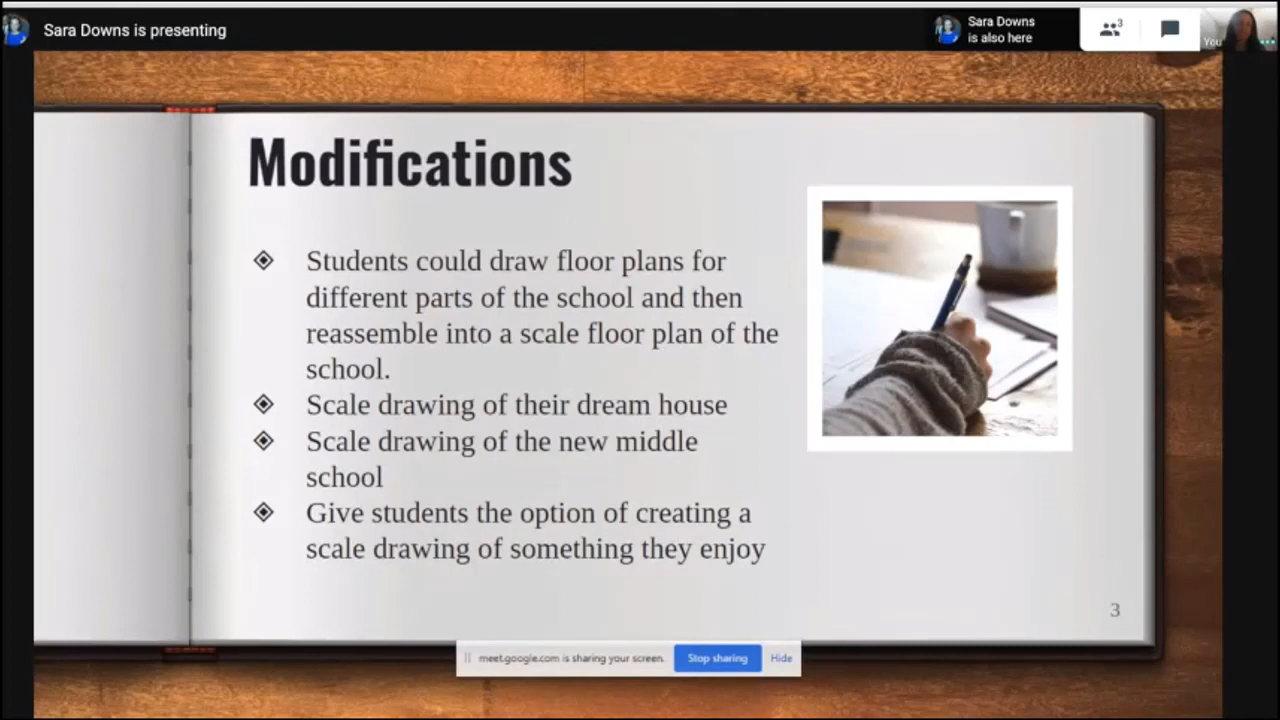 Sara Downs is presenting
Sara Downs
is also here
3
You
Modifications
Students could draw floor plans for
different parts of the school and then
reassemble into a scale floor plan of the
school.
Scale drawing of their dream house
Scale drawing of the new middle
school
Give students the option of creating a
scale drawing of something they enjoy
3
meet.google.com is sharing your screen.
Stop sharing
Hide